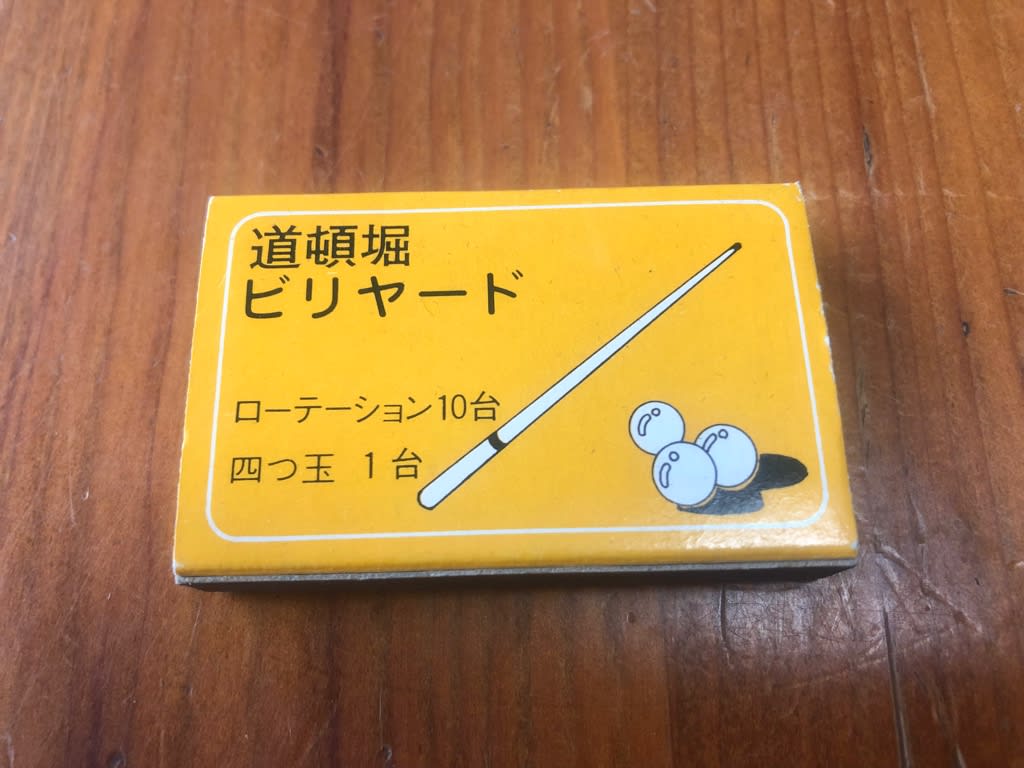 道頓堀
ビリヤード
ローテーション10台
四つ玉 1台